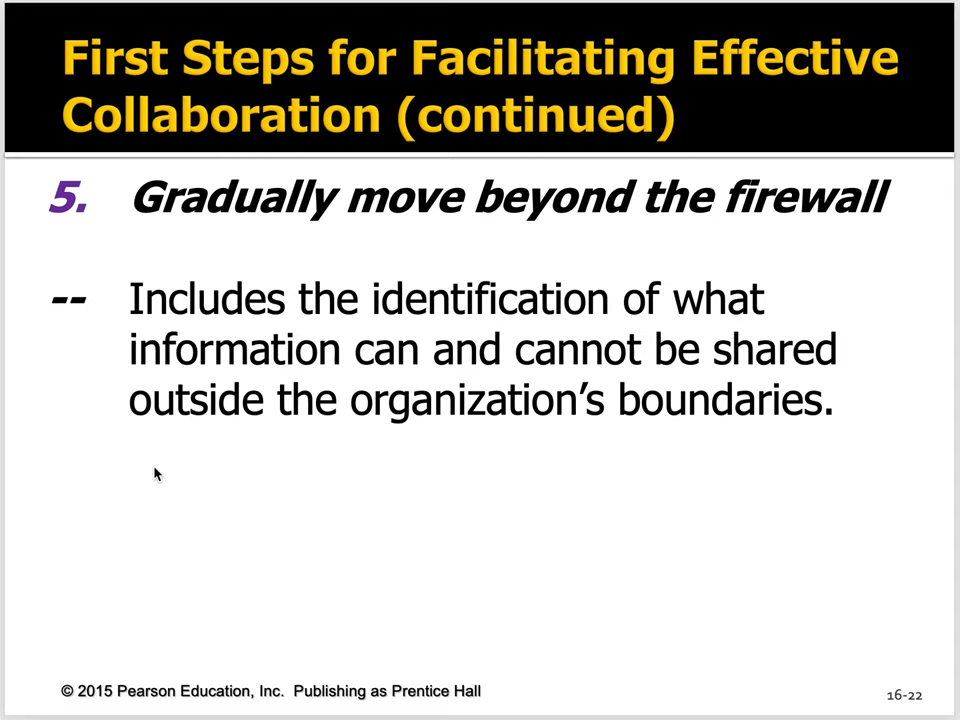 First Steps for Facilitating Effective
Collaboration (continued)
5. Gradually move beyond the firewall
-- Includes the identification of what
information can and cannot be shared
outside the organization’s boundaries.
© 2015 Pearson Education, Inc. Publishing as Prentice Hall
16-22